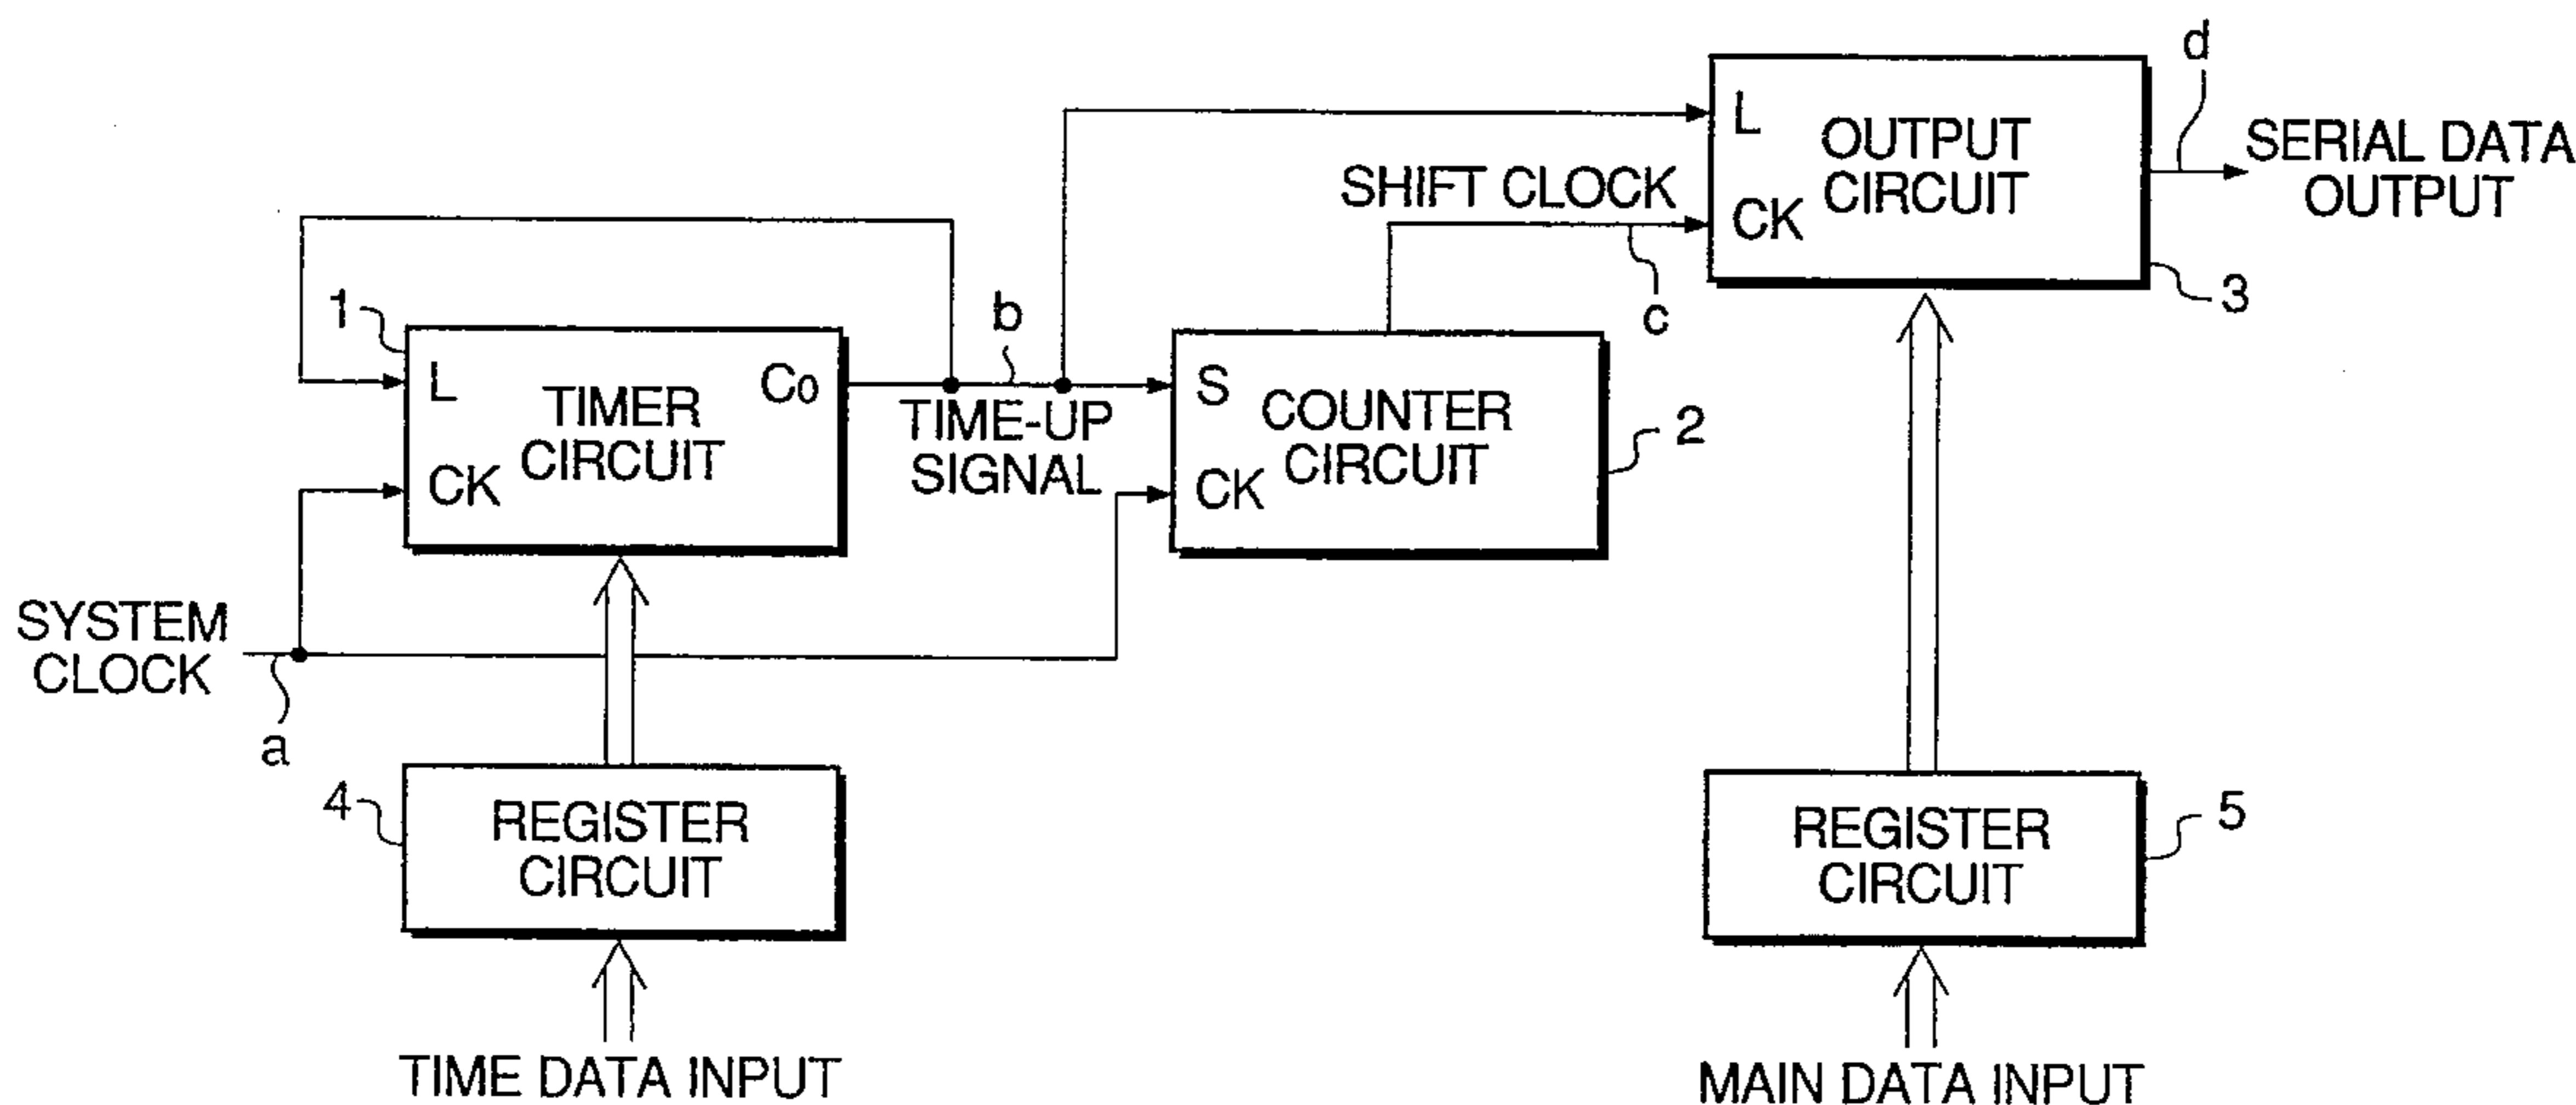 d
L
OUTPUT
CIRCUIT
CK
SERIAL DATA
OUTPUT
SHIFT CLOCK
c
3
1
L
TIMER
CIRCUIT
C0
CK
b
TIME-UP
SIGNAL
S
COUNTER
CIRCUIT
CK
2
SYSTEM
CLOCK
a
4
REGISTER
CIRCUIT
REGISTER
CIRCUIT
5
TIME DATA INPUT
MAIN DATA INPUT